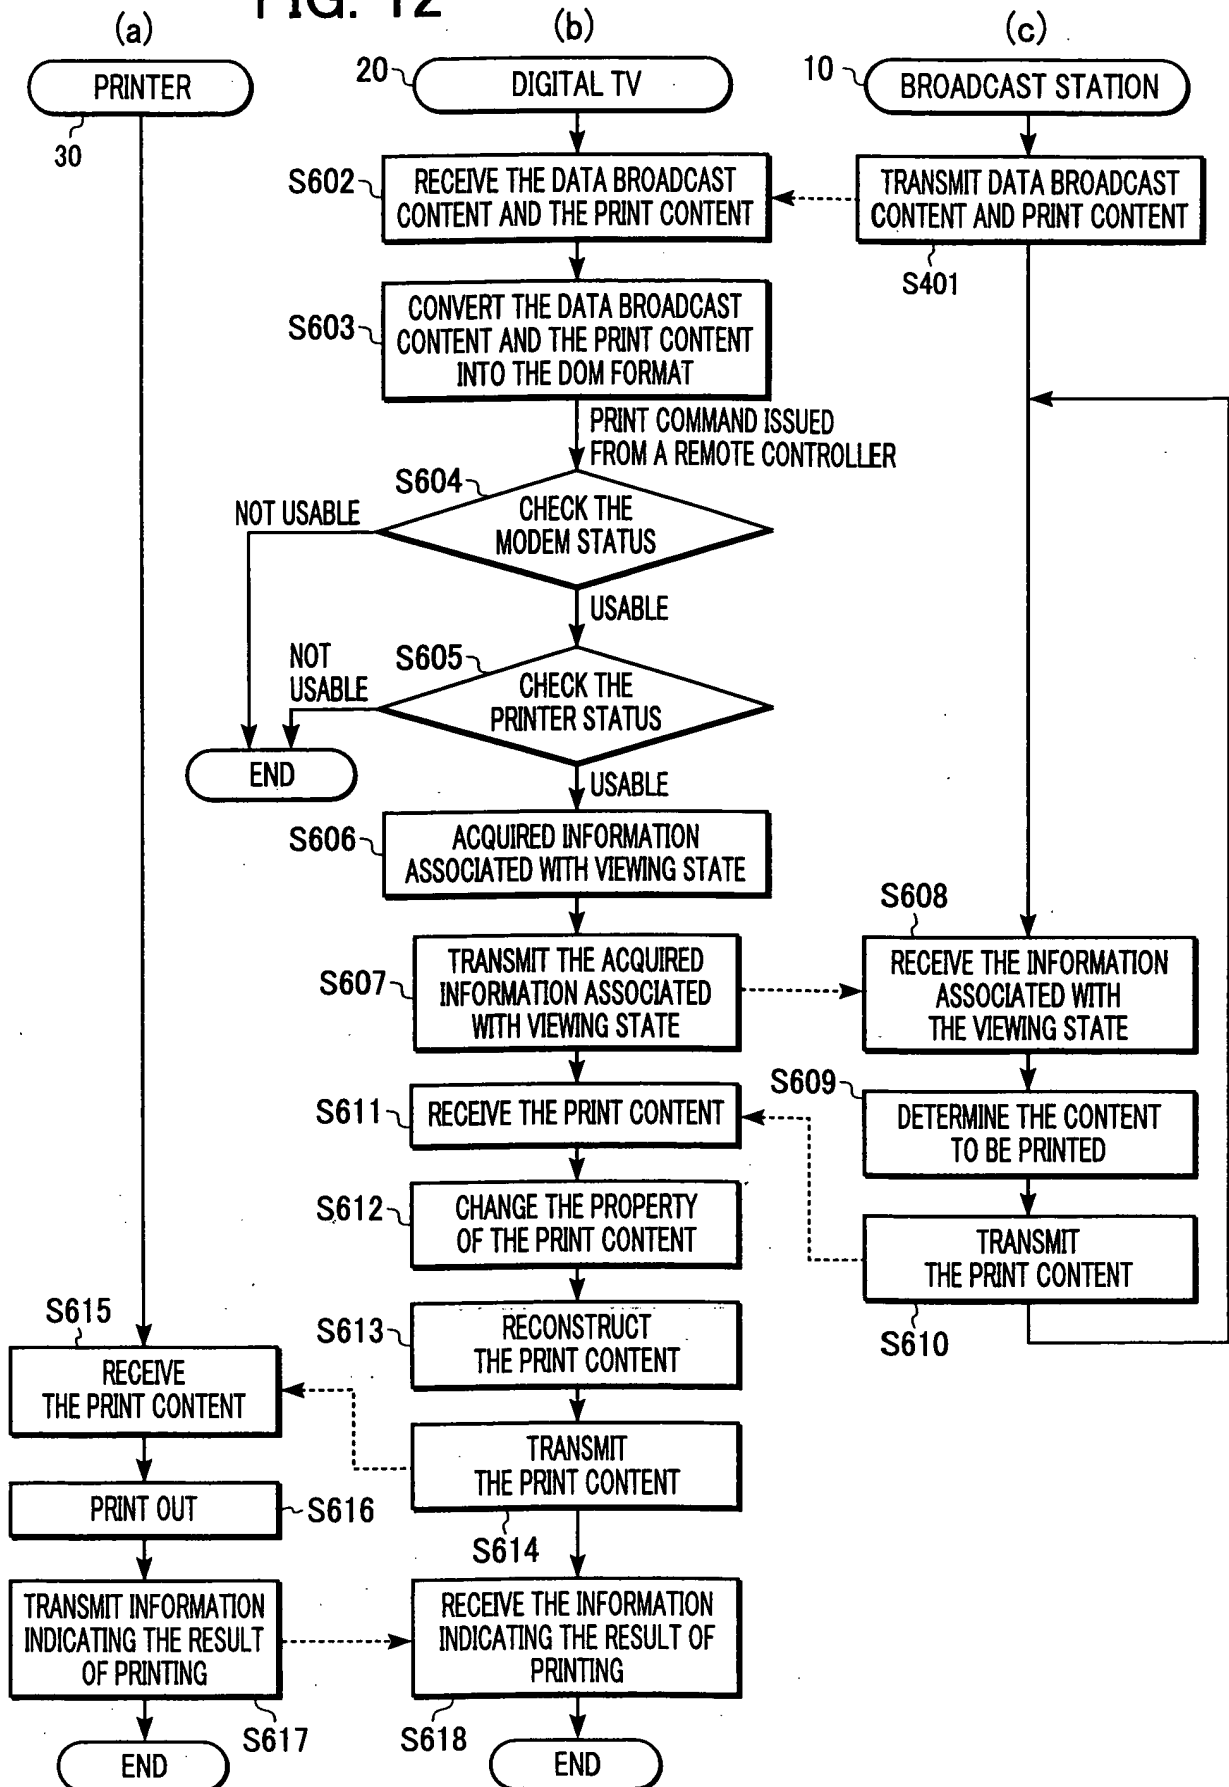 FIG. 12
(a)
(b)
(c)
PRINTER
30
20
DIGITAL TV
10
BROADCAST STATION
S602
RECEIVE THE DATA BROADCAST
CONTENT AND THE PRINT CONTENT
TRANSMIT DATA BROADCAST
CONTENT AND PRINT CONTENT
S401
S603
CONVERT THE DATA BROADCAST
CONTENT AND THE PRINT CONTENT
INTO THE DOM FORMAT
PRINT COMMAND ISSUED
FROM A REMOTE CONTROLLER
S604
CHECK THE
MODEM STATUS
NOT USABLE
USABLE
S605
CHECK THE
PRINTER STATUS
NOT
USABLE
END
USABLE
S606
ACQUIRED INFORMATION
ASSOCIATED WITH VIEWING STATE
S607
TRANSMIT THE ACQUIRED
INFORMATION ASSOCIATED
WITH VIEWING STATE
S608
RECEIVE THE INFORMATION
ASSOCIATED WITH
THE VIEWING STATE
S609
DETERMINE THE CONTENT
TO BE PRINTED
TRANSMIT
THE PRINT CONTENT
S610
S611
RECEIVE THE PRINT CONTENT
S612
CHANGE THE PROPERTY
OF THE PRINT CONTENT
S613
RECONSTRUCT
THE PRINT CONTENT
TRANSMIT
THE PRINT CONTENT
S614
S615
RECEIVE
THE PRINT CONTENT
PRINT OUT
S616
TRANSMIT INFORMATION
INDICATING THE RESULT
OF PRINTING
S617
RECEIVE THE INFORMATION
INDICATING THE RESULT OF
PRINTING
S618
END
END